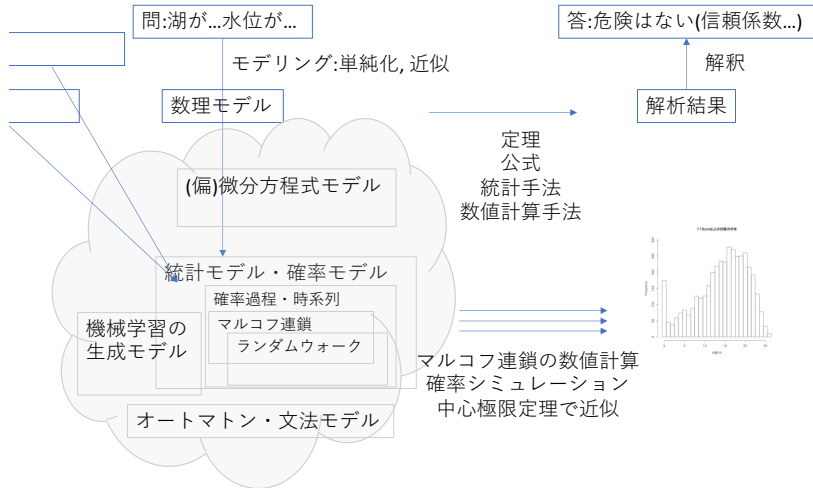 問:湖が...水位が...
答:危険はない(信頼係数...)
モデリング:単純化, 近似
解釈
数理モデル
解析結果
定理
公式
統計手法
数値計算手法
(偏)微分方程式モデル
統計モデル・確率モデル
確率過程・時系列
マルコフ連鎖
ランダムウォーク
機械学習の
生成モデル
オートマトン・文法モデル
マルコフ連鎖の数値計算
確率シミュレーション
中心極限定理で近似
0 5 10 15 20 25